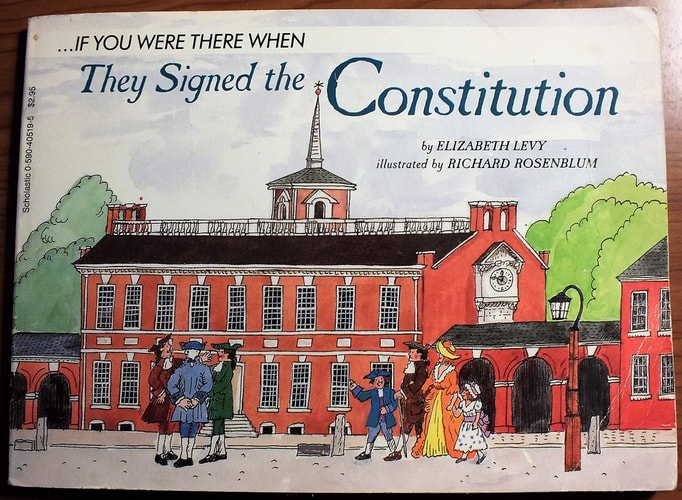 ...IF YOU WERE THERE WHEN
They Signed the Constitution
by ELIZABETH LEVY
illustrated by RICHARD ROSENBLUM
Scholastic 0-590-40519-5 $2.95